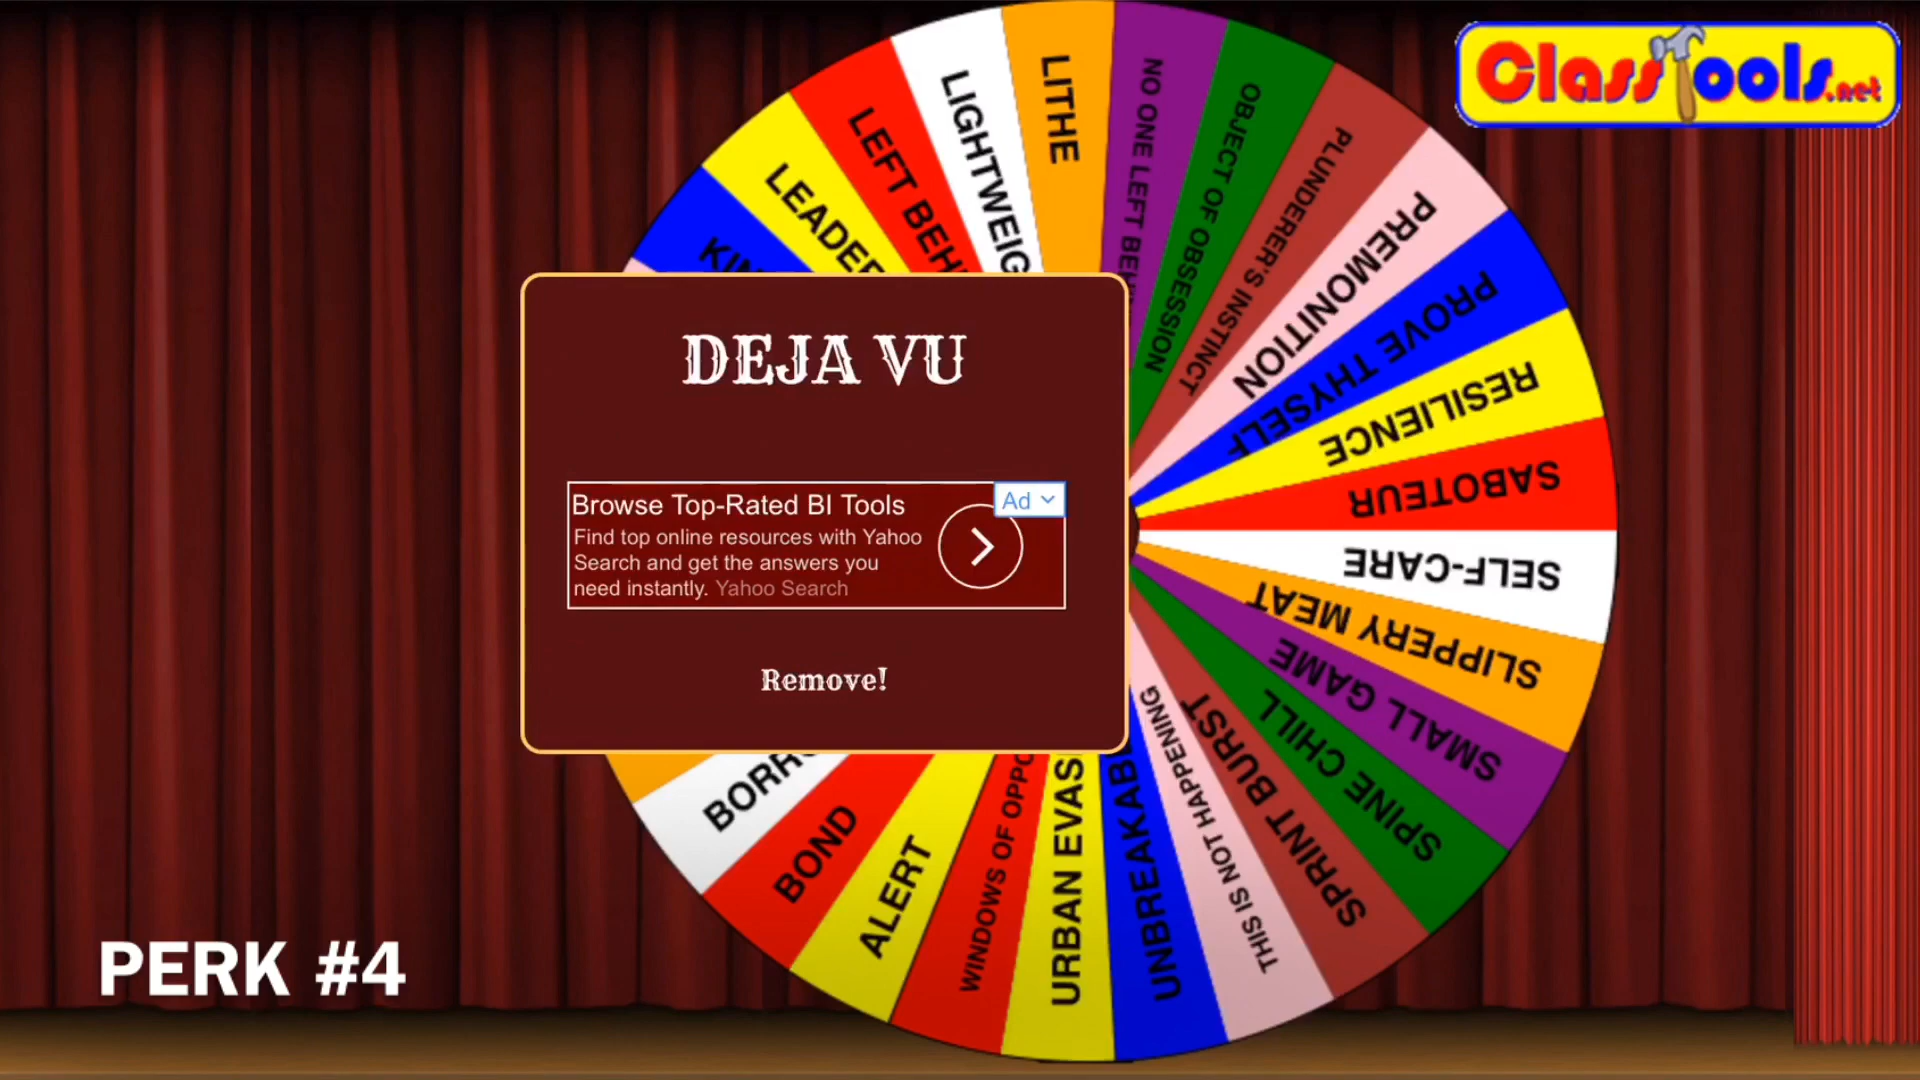 ClassTools.net
LITHE
LIGHTWEIG
LEFT BEH
LEADER
KIN
NO ONE LEFT BEH
OBJECT OF OBSESSION
PLUNDERER'S INSTINCT
PREMONITION
PROVE THYSELF
RESILIENCE
SABOTEUR
SELF-CARE
SLIPPERY MEAT
SMALL GAME
SPINE CHILL
SPRINT BURST
THIS IS NOT HAPPENING
UNBREAKAB
URBAN EVAS
WINDOWS OF OPPO
ALERT
BOND
BORR
DEJA VU
Browse Top-Rated BI Tools
Ad
Find top online resources with Yahoo
Search and get the answers you
need instantly. Yahoo Search
Remove!
PERK #4